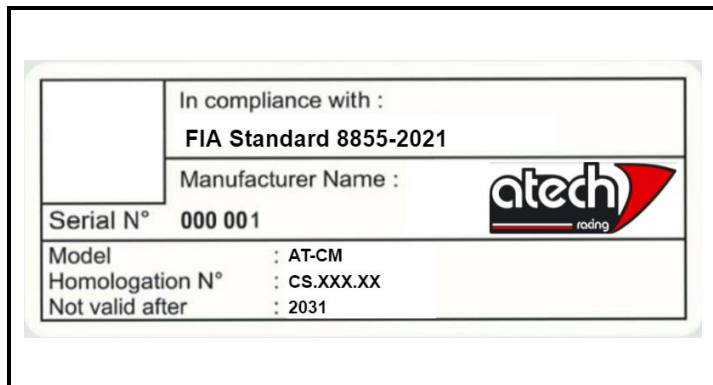 In compliance with :
FIA Standard 8855-2021
Manufacturer Name :
atech
racing
Serial N° 000 001
Model : AT-CM
Homologation N° : CS.XXX.XX
Not valid after : 2031